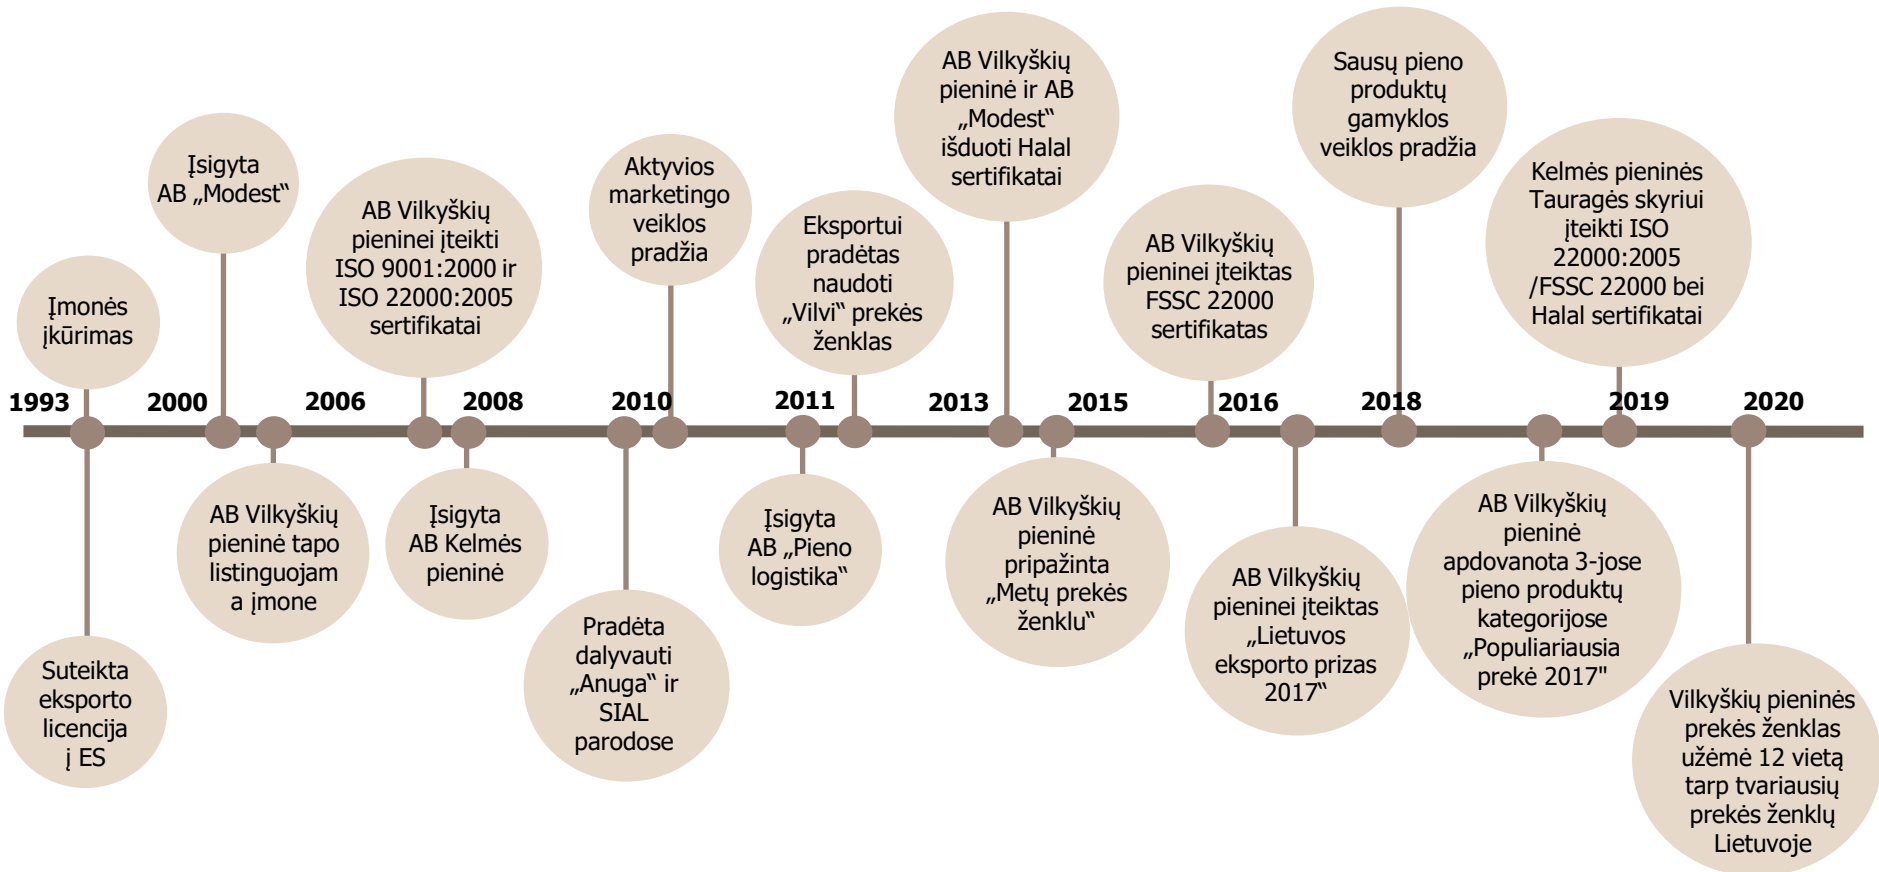 Įmonės
įkūrimas
Įsigyta
AB „Modest“
AB Vilkyškių
pieninei įteikti
ISO 9001:2000 ir
ISO 22000:2005
sertifikatai
Aktyvios
marketingo
veiklos
pradžia
Eksportui
pradėtas
naudoti
„Vilvi“ prekės
ženklas
AB Vilkyškių
pieninė ir AB
„Modest“
išduoti Halal
sertifikatai
AB Vilkyškių
pieninei įteiktas
FSSC 22000
sertifikatas
Sausų pieno
produktų
gamyklos
veiklos pradžia
Kelmės pieninės
Tauragės skyriui
įteikti ISO
22000:2005
/FSSC 22000 bei
Halal sertifikatai
1993 2000 2006 2008 2010 2011 2013 2015 2016 2018 2019 2020
Suteikta
eksporto
licencija
į ES
AB Vilkyškių
pieninė tapo
listinguojam
a įmone
Įsigyta
AB Kelmės
pieninė
Pradėta
dalyvauti
„Anuga“ ir
SIAL
parodose
Įsigyta
AB „Pieno
logistika“
AB Vilkyškių
pieninė
pripažinta
„Metų prekės
ženklu“
AB Vilkyškių
pieninei įteiktas
„Lietuvos
eksporto prizas
2017“
AB Vilkyškių
pieninė
apdovanota 3-jose
pieno produktų
kategorijose
„Populiariausia
prekė 2017"
Vilkyškių pieninės
prekės ženklas
užėmė 12 vietą
tarp tvariausių
prekės ženklų
Lietuvoje